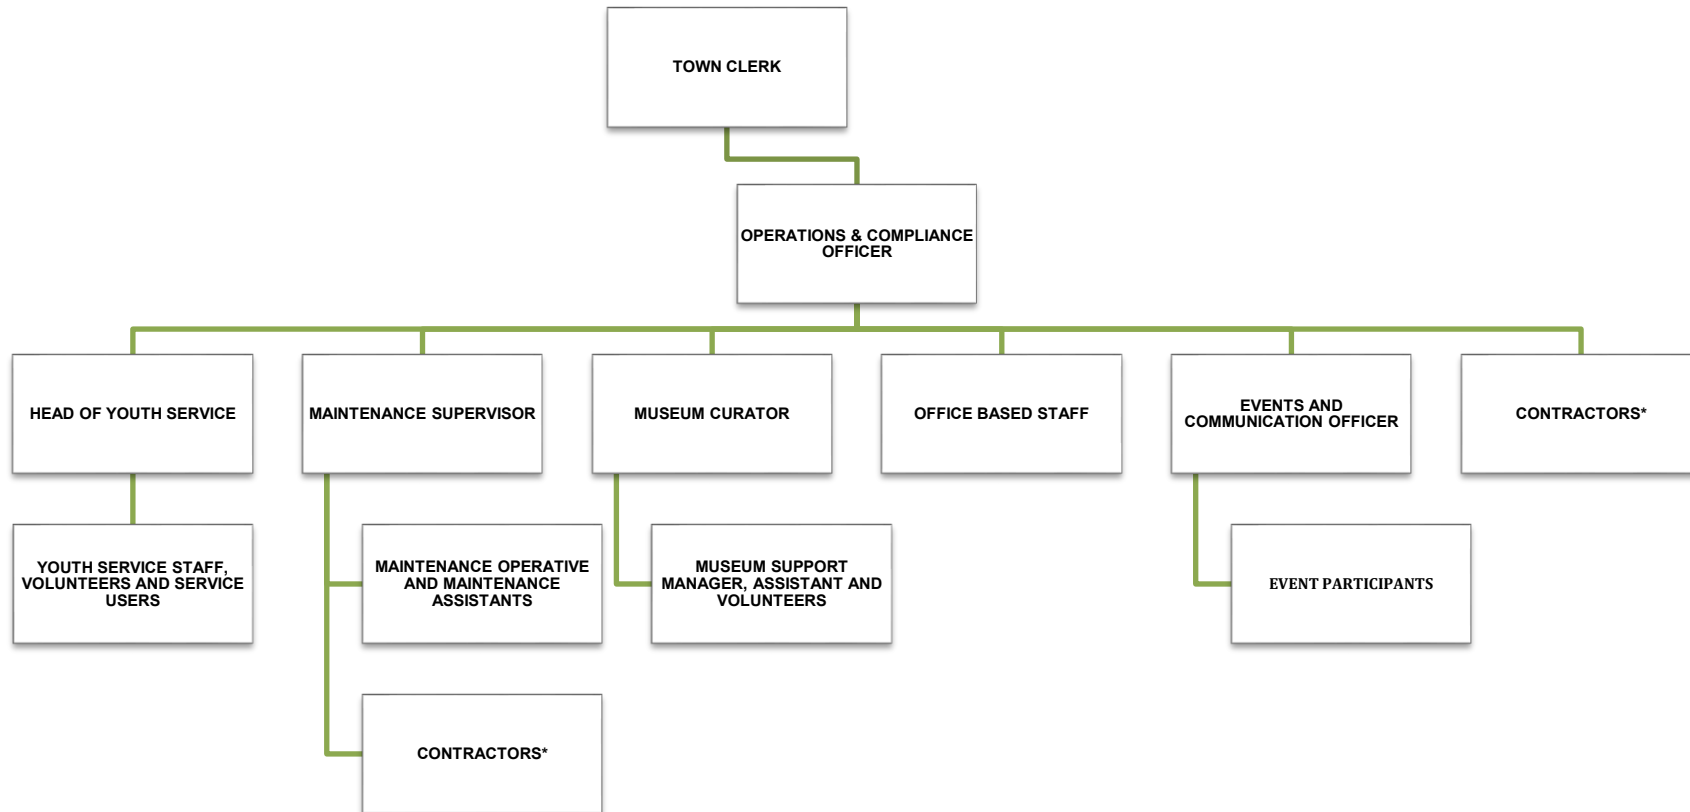 TOWN CLERK
OPERATIONS & COMPLIANCE
OFFICER
HEAD OF YOUTH SERVICE
MAINTENANCE SUPERVISOR
MUSEUM CURATOR
OFFICE BASED STAFF
EVENTS AND
COMMUNICATION OFFICER
CONTRACTORS*
YOUTH SERVICE STAFF,
VOLUNTEERS AND SERVICE
USERS
MAINTENANCE OPERATIVE
AND MAINTENANCE
ASSISTANTS
MUSEUM SUPPORT
MANAGER, ASSISTANT AND
VOLUNTEERS
EVENT PARTICIPANTS
CONTRACTORS*